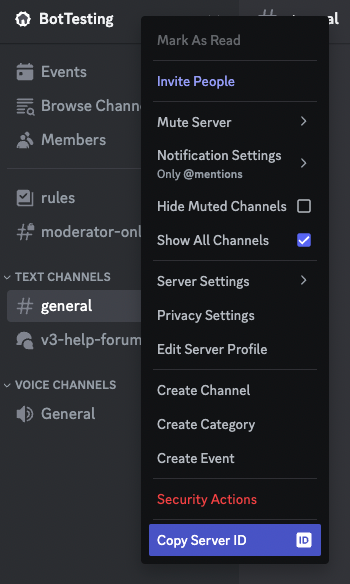 BotTesting
Events
Browse Chann
Members
rules
moderator-onl
TEXT CHANNELS
general
v3-help-forum
VOICE CHANNELS
General
Mark As Read
Invite People
Mute Server
Notification Settings
Only @mentions
Hide Muted Channels
Show All Channels
Server Settings
Privacy Settings
Edit Server Profile
Create Channel
Create Category
Create Event
Security Actions
Copy Server ID
ID